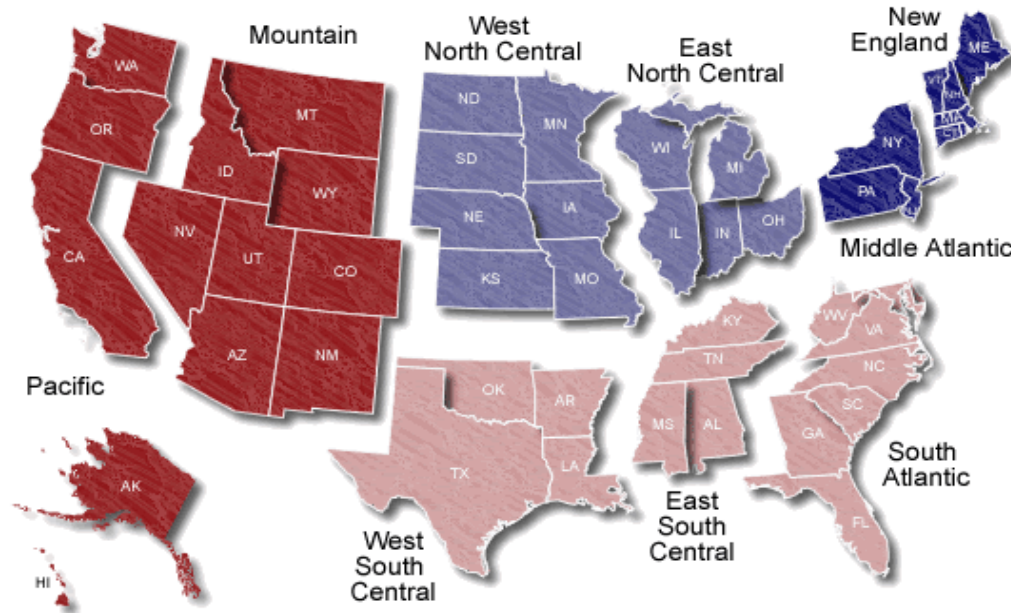 New
England
West
North Central
Mountain
East
North Central
ME
WA
VT
NH
ND
MT
MN
MA
OR
WI
NY
SD
MI
ID
WY
PA
IA
NE
OH
NV
IL
IN
Middle Atlantic
CA
UT
CO
KS
MO
WV
KY
VA
AZ
NM
TN
NC
Pacific
OK
AR
SC
MS
AL
GA
South
Atlantic
LA
TX
AK
East
South
Central
FL
West
South
Central
HI